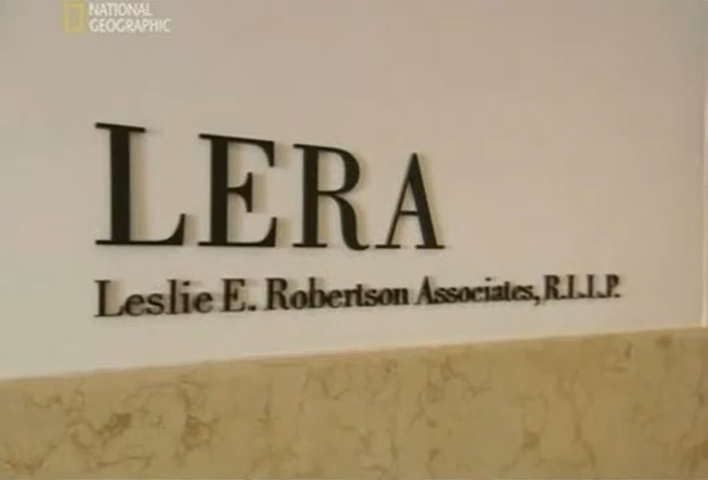 NATIONAL
GEOGRAPHIC
LERA
Leslie E. Robertson Associates, R.L.L.P.